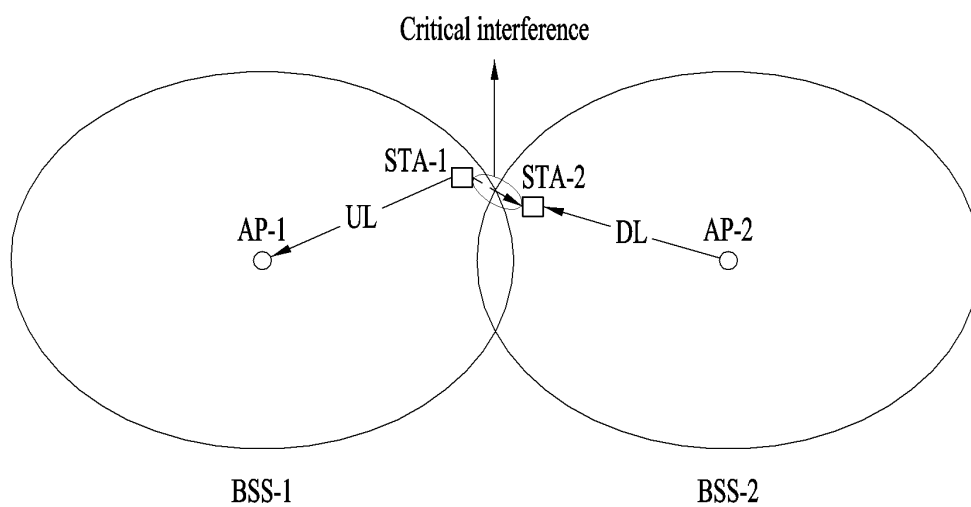 Critical interference
STA-1
STA-2
UL
AP-1
DL
AP-2
BSS-1
BSS-2